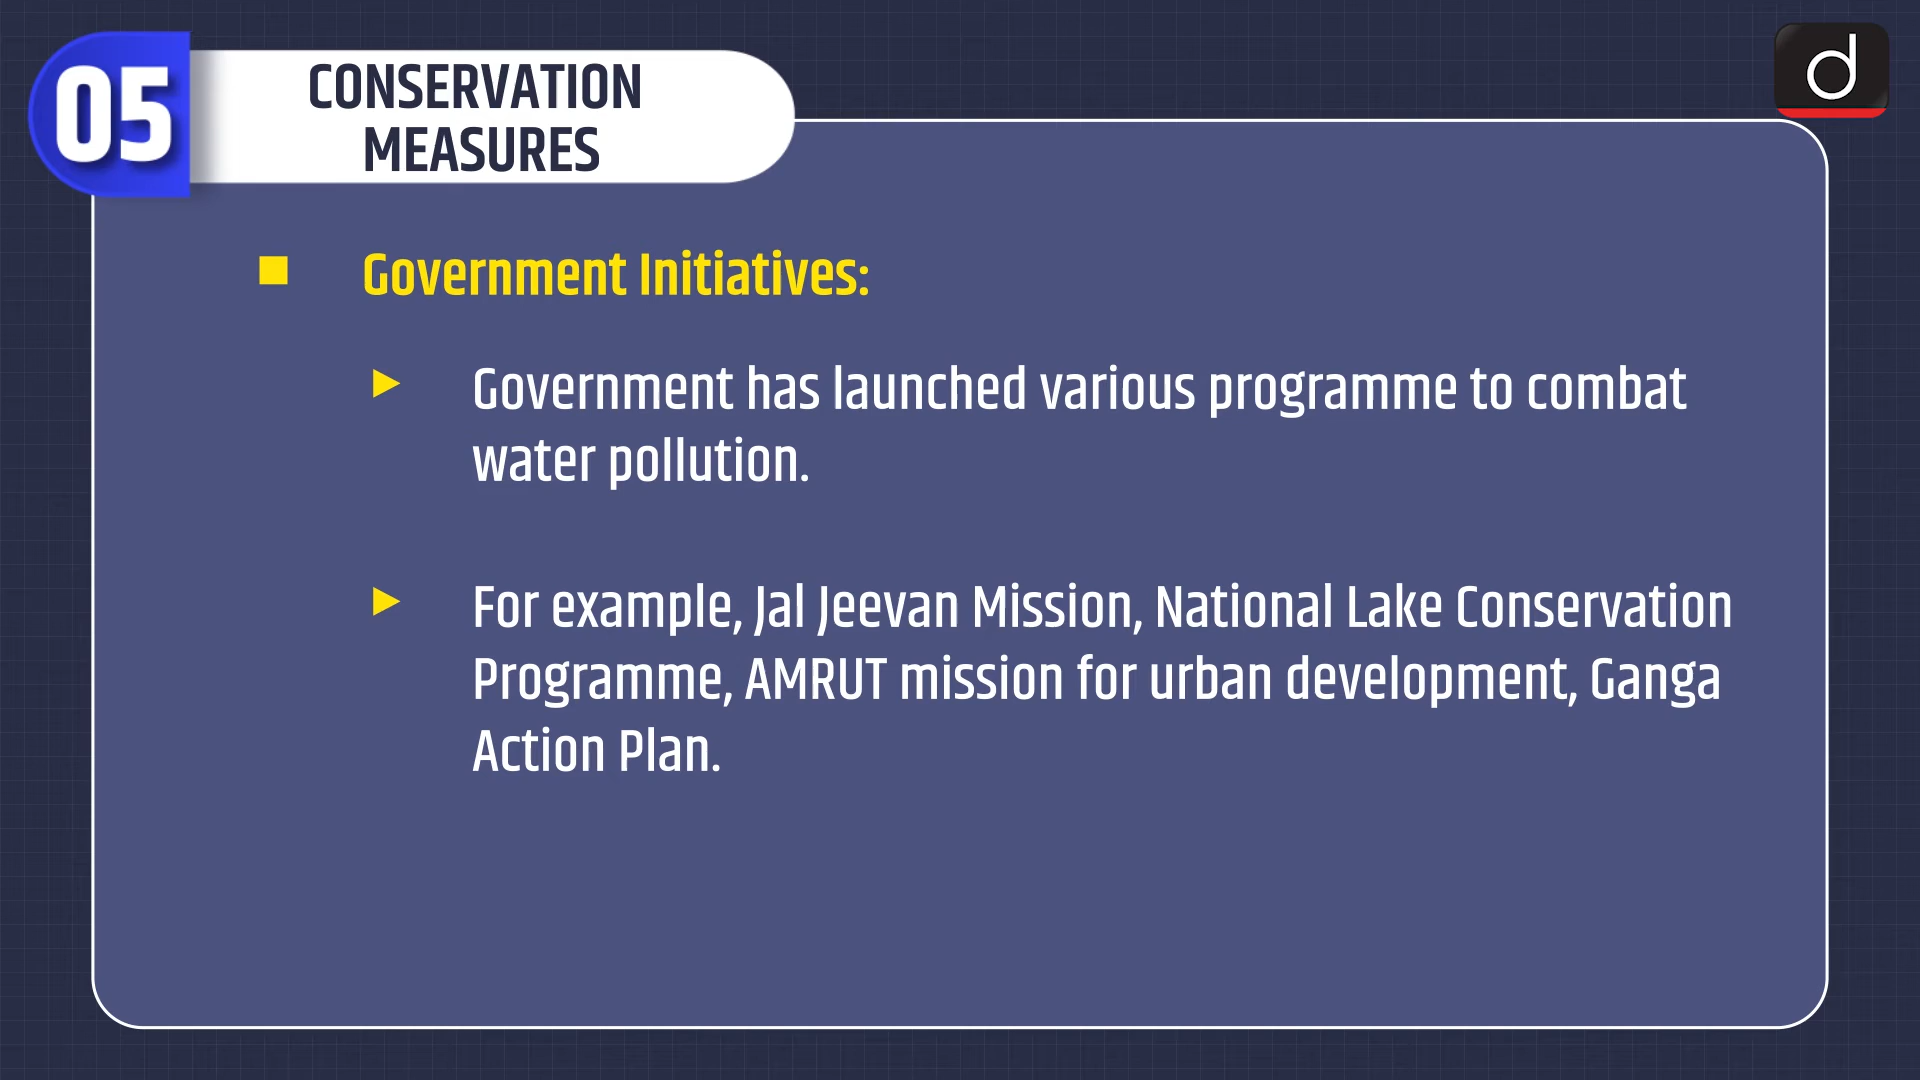 05
CONSERVATION
MEASURES
d
Government Initiatives:
Government has launched various programme to combat
water pollution.
For example, Jal Jeevan Mission, National Lake Conservation
Programme, AMRUT mission for urban development, Ganga
Action Plan.